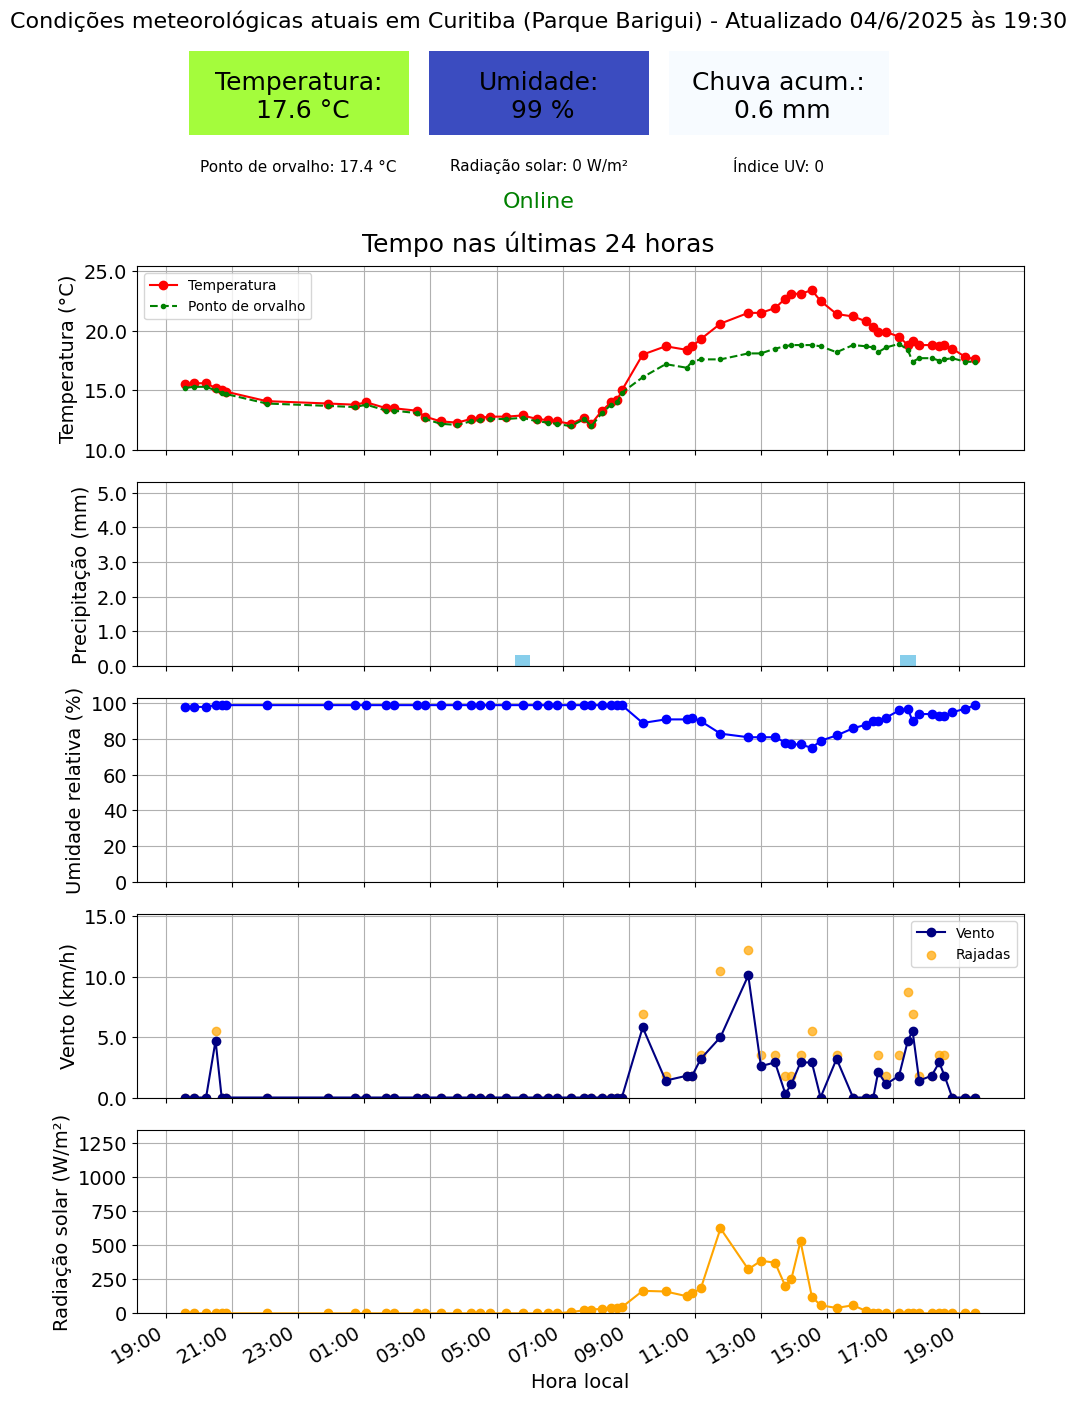 Condições meteorológicas atuais em Curitiba (Parque Barigui) - Atualizado 04/6/2025 às 19:30
Temperatura:
17.6 °C
Umidade:
99 %
Chuva acum.:
0.6 mm
Ponto de orvalho: 17.4 °C
Radiação solar: 0 W/m²
Índice UV: 0
Online
Tempo nas últimas 24 horas
Temperatura (°C)
25.0
20.0
15.0
10.0
Temperatura
Ponto de orvalho
Precipitação (mm)
5.0
4.0
3.0
2.0
1.0
0.0
Umidade relativa (%)
100
80
60
40
20
0
Vento (km/h)
15.0
10.0
5.0
0.0
Vento
Rajadas
Radiação solar (W/m²)
1250
1000
750
500
250
0
19:00
21:00
23:00
01:00
03:00
05:00
07:00
09:00
11:00
13:00
15:00
17:00
19:00
Hora local